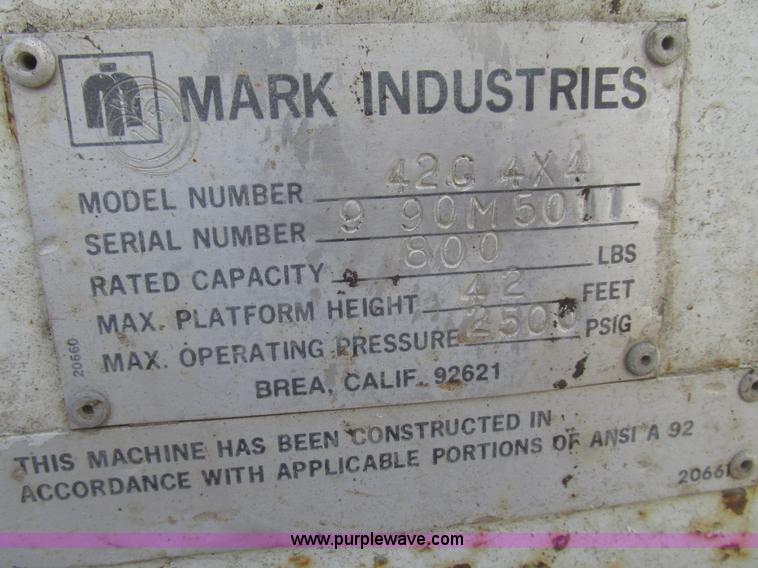 MARK INDUSTRIES
MODEL NUMBER 42G 4X4
SERIAL NUMBER 9 90M5011
RATED CAPACITY 800 LBS
MAX. PLATFORM HEIGHT 42 FEET
MAX. OPERATING PRESSURE 2500 PSIG
BREA, CALIF. 92621
20660
THIS MACHINE HAS BEEN CONSTRUCTED IN
ACCORDANCE WITH APPLICABLE PORTIONS OF ANSI A 92
20661
www.purplewave.com